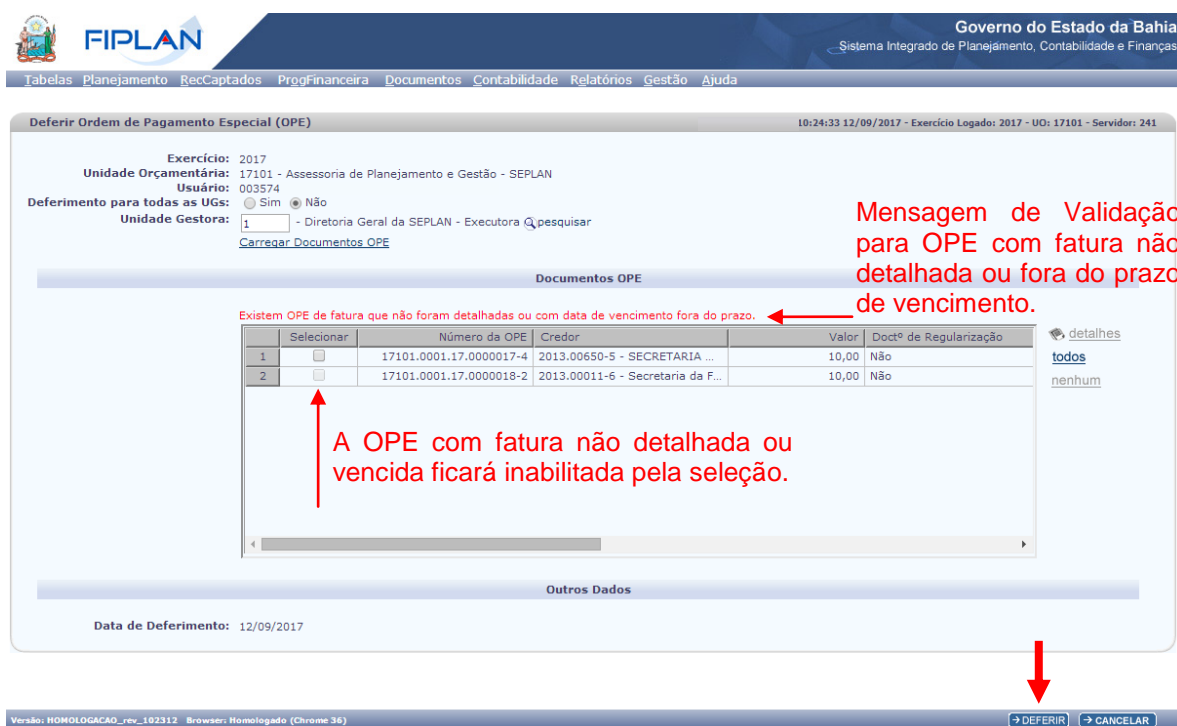 FIPLAN
Governo do Estado da Bahia
Sistema Integrado de Planejamento, Contabilidade e Finanças
Tabelas Planejamento RecCaptados ProgFinanceira Documentos Contabilidade Relatórios Gestão Ajuda
Deferir Ordem de Pagamento Especial (OPE)
10:24:33 12/09/2017 - Exercício Logado: 2017 - UO: 17101 - Servidor: 241
Exercício: 2017
Unidade Orçamentária: 17101 - Assessoria de Planejamento e Gestão - SEPLAN
Usuário: 003574
Deferimento para todas as UGs: Sim Não
Unidade Gestora: 1 - Diretoria Geral da SEPLAN - Executora pesquisar
Carregar Documentos OPE
Mensagem de Validação
para OPE com fatura não
detalhada ou fora do prazo
de vencimento.
Documentos OPE
Existem OPE de fatura que não foram detalhadas ou com data de vencimento fora do prazo.
Selecionar Número da OPE Credor Valor Doctº de Regularização
1 17101.0001.17.0000017-4 2013.00650-5 - SECRETARIA ... 10,00 Não
2 17101.0001.17.0000018-2 2013.00011-6 - Secretaria da F... 10,00 Não
detalhes
todos
nenhum
A OPE com fatura não detalhada ou
vencida ficará inabilitada pela seleção.
Outros Dados
Data de Deferimento: 12/09/2017
Versão: HOMOLOGACAO_rev_102312 Browser: Homologado (Chrome 36)
DEFERIR CANCELAR